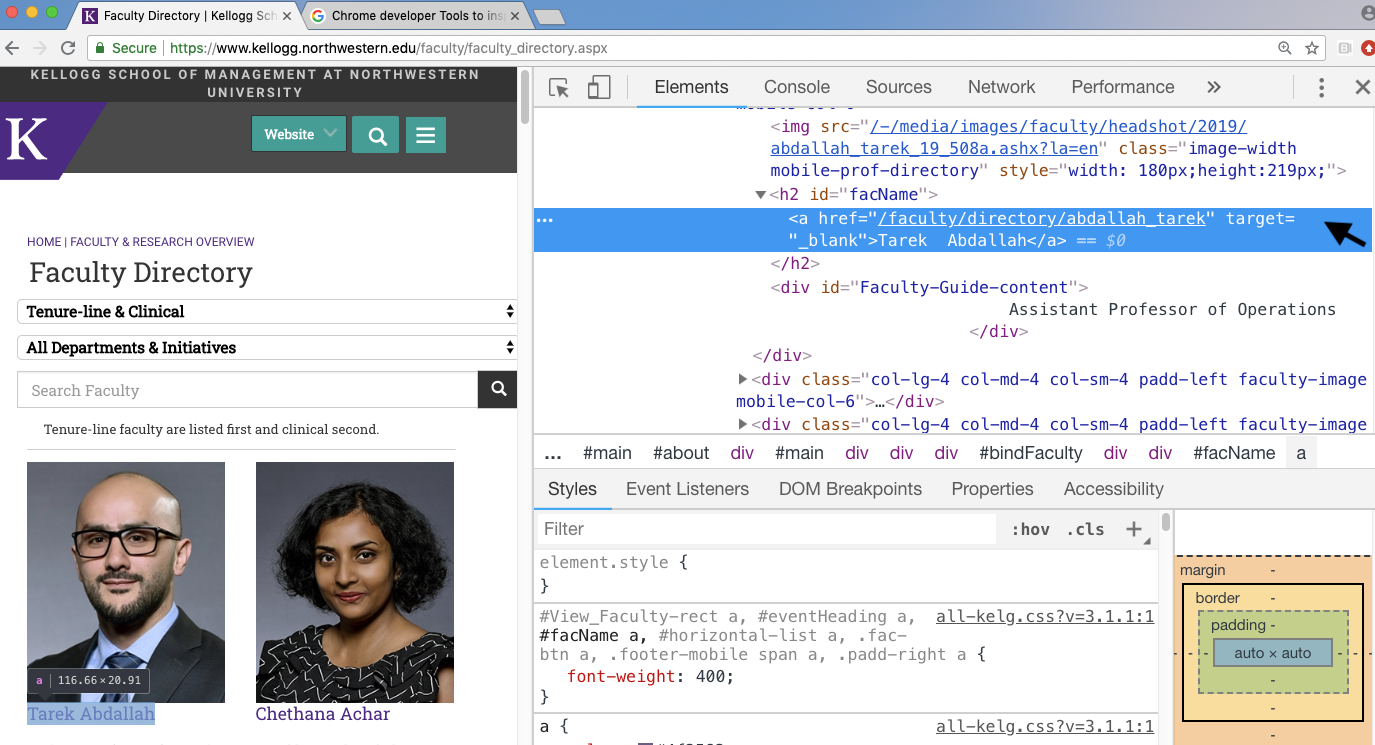 Faculty Directory | Kellogg Sch
Chrome developer Tools to insp
Secure
https://www.kellogg.northwestern.edu/faculty/faculty_directory.aspx
KELLOGG SCHOOL OF MANAGEMENT AT NORTHWESTERN
UNIVERSITY
K
Website
HOME | FACULTY & RESEARCH OVERVIEW
Faculty Directory
Tenure-line & Clinical
All Departments & Initiatives
Search Faculty
Tenure-line faculty are listed first and clinical second.
a | 116.66 × 20.91
Tarek Abdallah
Chethana Achar
Elements Console Sources Network Performance »
<img src="/-/media/images/faculty/headshot/2019/
abdallah_tarek_19_508a.ashx?la=en" class="image-width
mobile-prof-directory" style="width: 180px;height:219px;">
▼<h2 id="facName">
… <a href="/faculty/directory/abdallah_tarek" target=
"_blank">Tarek  Abdallah</a> == $0
</h2>
<div id="Faculty-Guide-content">
Assistant Professor of Operations
</div>
</div>
▶<div class="col-lg-4 col-md-4 col-sm-4 padd-left faculty-image
mobile-col-6">…</div>
▶<div class="col-lg-4 col-md-4 col-sm-4 padd-left faculty-image
… #main #about div #main div div div #bindFaculty div div #facName a
Styles Event Listeners DOM Breakpoints Properties Accessibility
Filter :hov .cls +
element.style {
}
#View_Faculty-rect a, #eventHeading a, all-kelg.css?v=3.1.1:1
#facName a, #horizontal-list a, .fac-
btn a, .footer-mobile span a, .padd-right a {
font-weight: 400;
}
a { all-kelg.css?v=3.1.1:1
margin -
border -
padding -
- - - auto × auto - - -
-
-
-